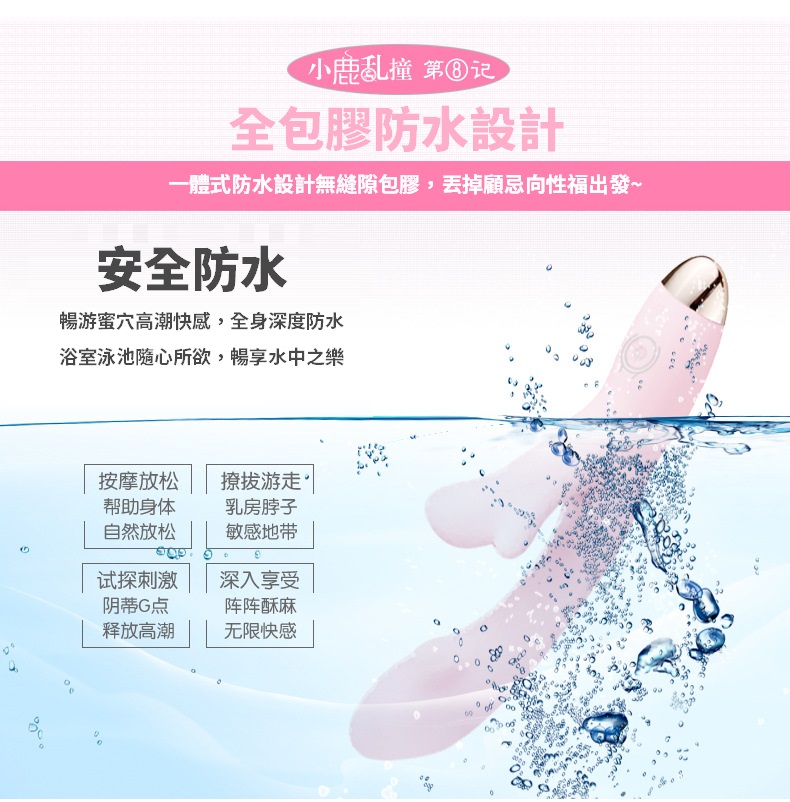 小鹿乱撞 第⑧记
全包膠防水設計
一體式防水設計無縫隙包膠，丟掉顧忌向性福出發~
安全防水
暢游蜜穴高潮快感，全身深度防水
浴室泳池隨心所欲，暢享水中之樂
按摩放松
帮助身体
自然放松
撩拔游走
乳房脖子
敏感地带
试探刺激
阴蒂G点
释放高潮
深入享受
阵阵酥麻
无限快感